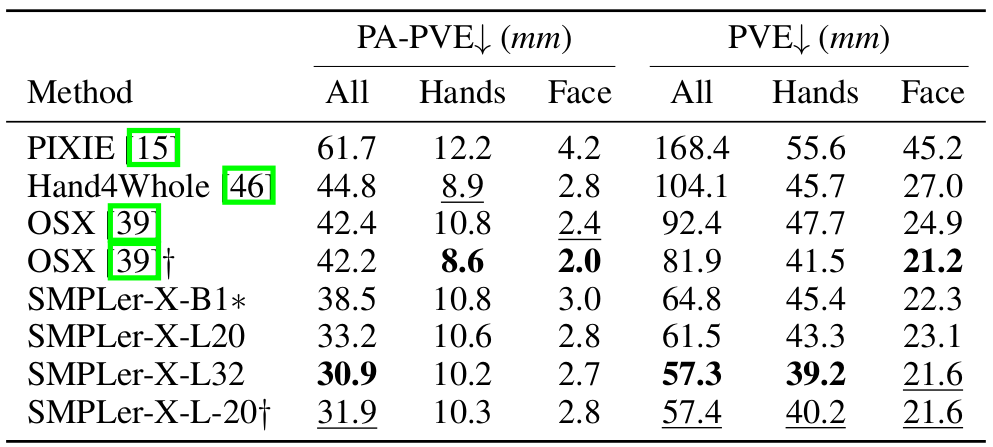 PA-PVE↓ (mm) PVE↓ (mm)
Method All Hands Face All Hands Face
PIXIE [15] 61.7 12.2 4.2 168.4 55.6 45.2
Hand4Whole [46] 44.8 8.9 2.8 104.1 45.7 27.0
OSX [39] 42.4 10.8 2.4 92.4 47.7 24.9
OSX [39]† 42.2 8.6 2.0 81.9 41.5 21.2
SMPLer-X-B1∗ 38.5 10.8 3.0 64.8 45.4 22.3
SMPLer-X-L20 33.2 10.6 2.8 61.5 43.3 23.1
SMPLer-X-L32 30.9 10.2 2.7 57.3 39.2 21.6
SMPLer-X-L-20† 31.9 10.3 2.8 57.4 40.2 21.6